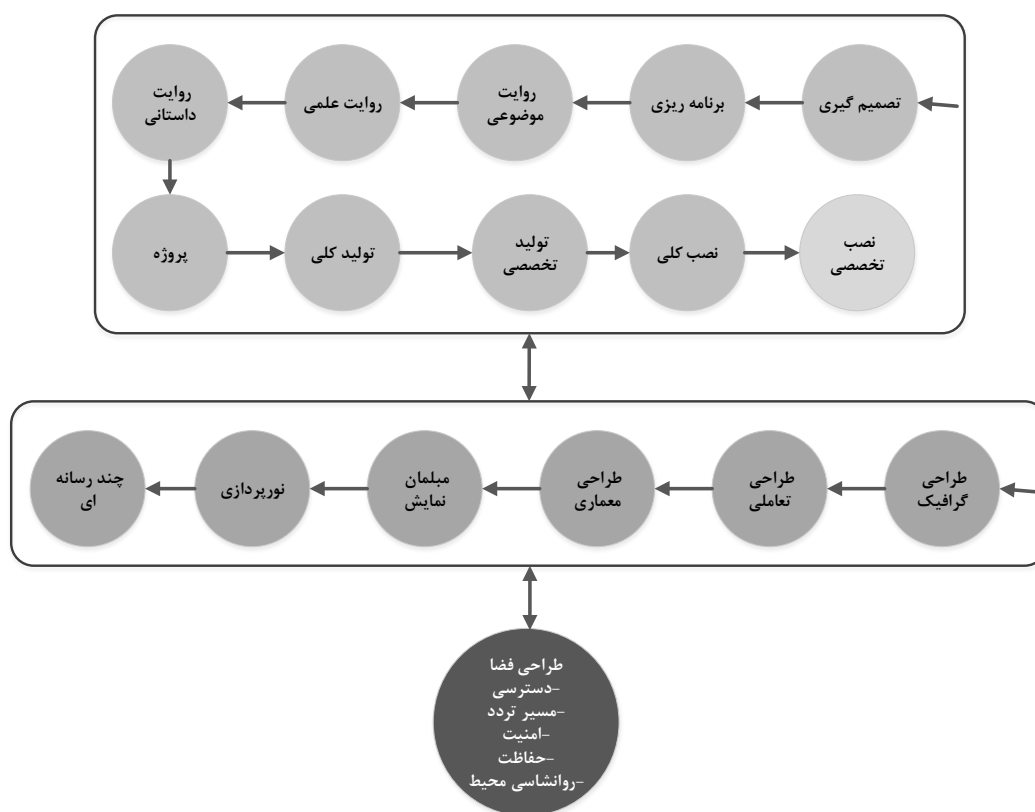 تصمیم گیری
برنامه ریزی
روایت
موضوعی
روایت علمی
روایت
داستانی
پروژه
تولید کلی
تولید
تخصصی
نصب کلی
نصب
تخصصی
طراحی
گرافیک
طراحی
تعاملی
طراحی
معماری
مبلمان
نمایش
نورپردازی
چند رسانه
ای
طراحی فضا
-دسترسی
-مسیر تردد
-امنیت
-حفاظت
-روانشاسی محیط